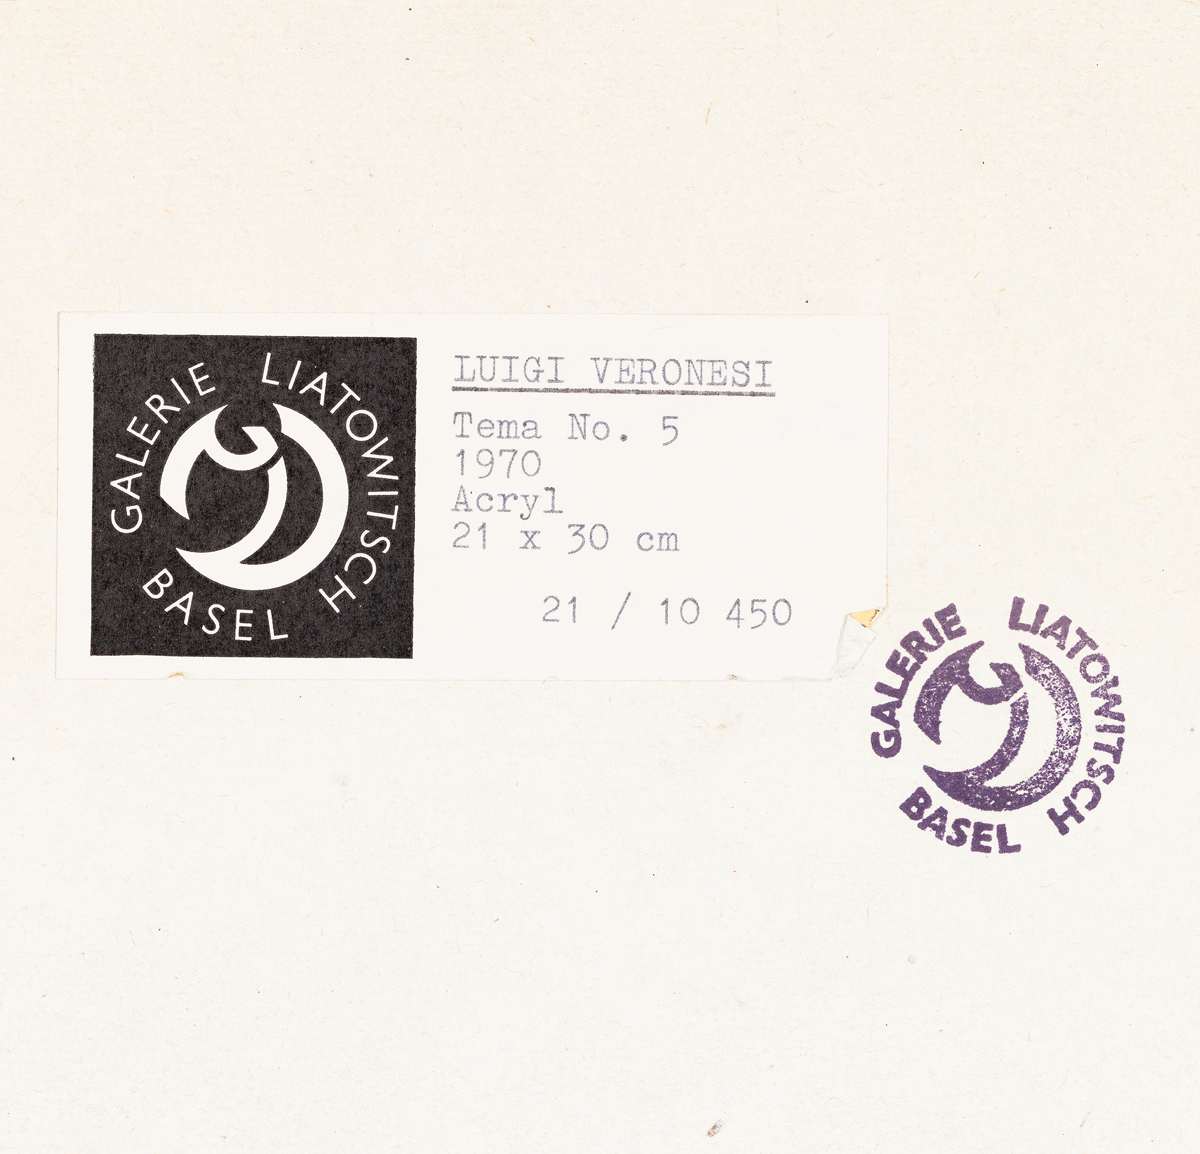 GALERIE LIATOWITSCH
BASEL
LUIGI VERONESI
Tema No. 5
1970
Acryl
21 x 30 cm
21 / 10 450
GALERIE LIATOWITSCH
BASEL